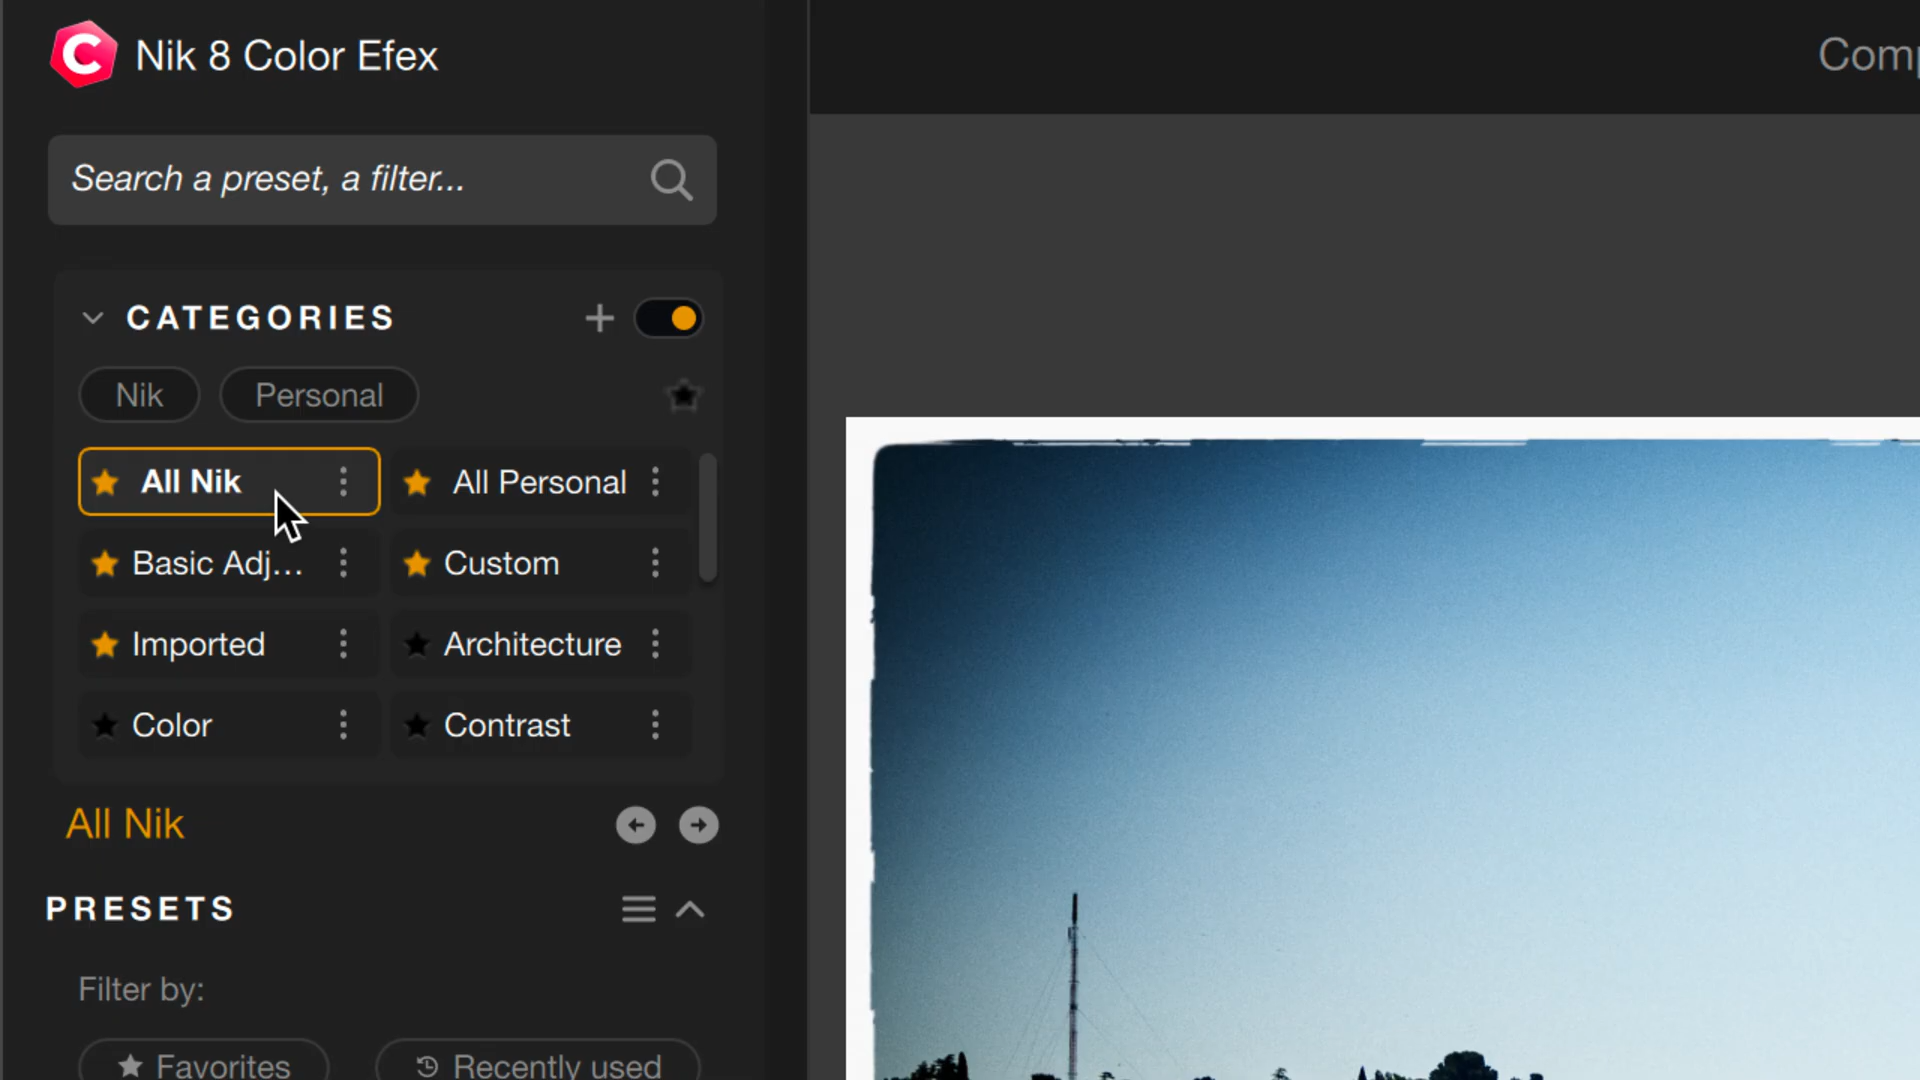 Nik 8 Color Efex
Search a preset, a filter...
CATEGORIES
Nik Personal
All Nik All Personal
Basic Adj... Custom
Imported Architecture
Color Contrast
All Nik
PRESETS
Filter by:
Favorites Recently used